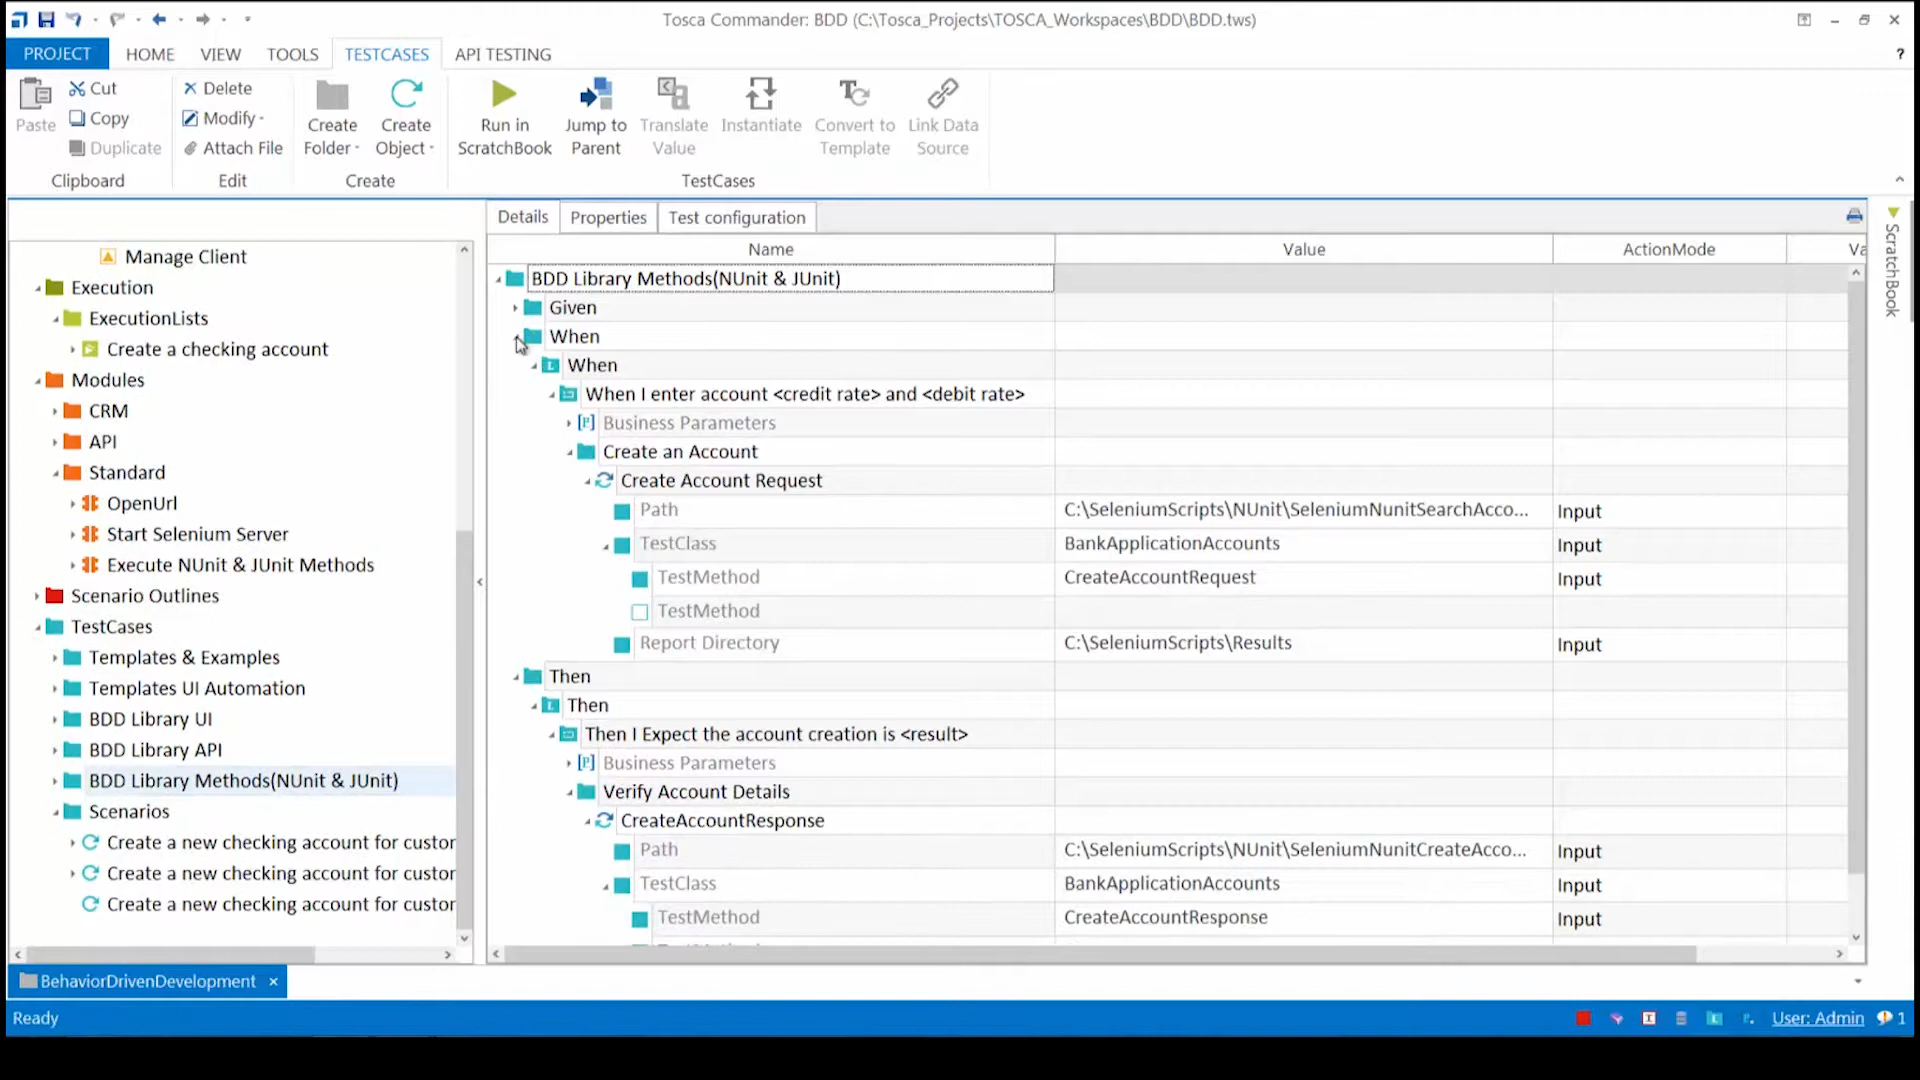 Tosca Commander: BDD (C:\Tosca_Projects\TOSCA_Workspaces\BDD\BDD.tws)
PROJECT HOME VIEW TOOLS TESTCASES API TESTING ?
Paste
Cut
Copy
Duplicate
Clipboard
Delete
Modify
Attach File
Edit
Create Folder
Create Object
Create
Run in ScratchBook
Jump to Parent
Translate Value
Instantiate
Convert to Template
Link Data Source
TestCases
Manage Client
Execution
ExecutionLists
Create a checking account
Modules
CRM
API
Standard
OpenUrl
Start Selenium Server
Execute NUnit & JUnit Methods
Scenario Outlines
TestCases
Templates & Examples
Templates UI Automation
BDD Library UI
BDD Library API
BDD Library Methods(NUnit & JUnit)
Scenarios
Create a new checking account for custor
Create a new checking account for custor
Create a new checking account for custor
Details Properties Test configuration
Name Value ActionMode Va
BDD Library Methods(NUnit & JUnit)
Given
When
When
When I enter account <credit rate> and <debit rate>
Business Parameters
Create an Account
Create Account Request
Path C:\SeleniumScripts\NUnit\SeleniumNunitSearchAcco... Input
TestClass BankApplicationAccounts Input
TestMethod CreateAccountRequest Input
TestMethod
Report Directory C:\SeleniumScripts\Results Input
Then
Then
Then I Expect the account creation is <result>
Business Parameters
Verify Account Details
CreateAccountResponse
Path C:\SeleniumScripts\NUnit\SeleniumNunitCreateAcco... Input
TestClass BankApplicationAccounts Input
TestMethod CreateAccountResponse Input
ScratchBook
BehaviorDrivenDevelopment ×
Ready
User: Admin 1